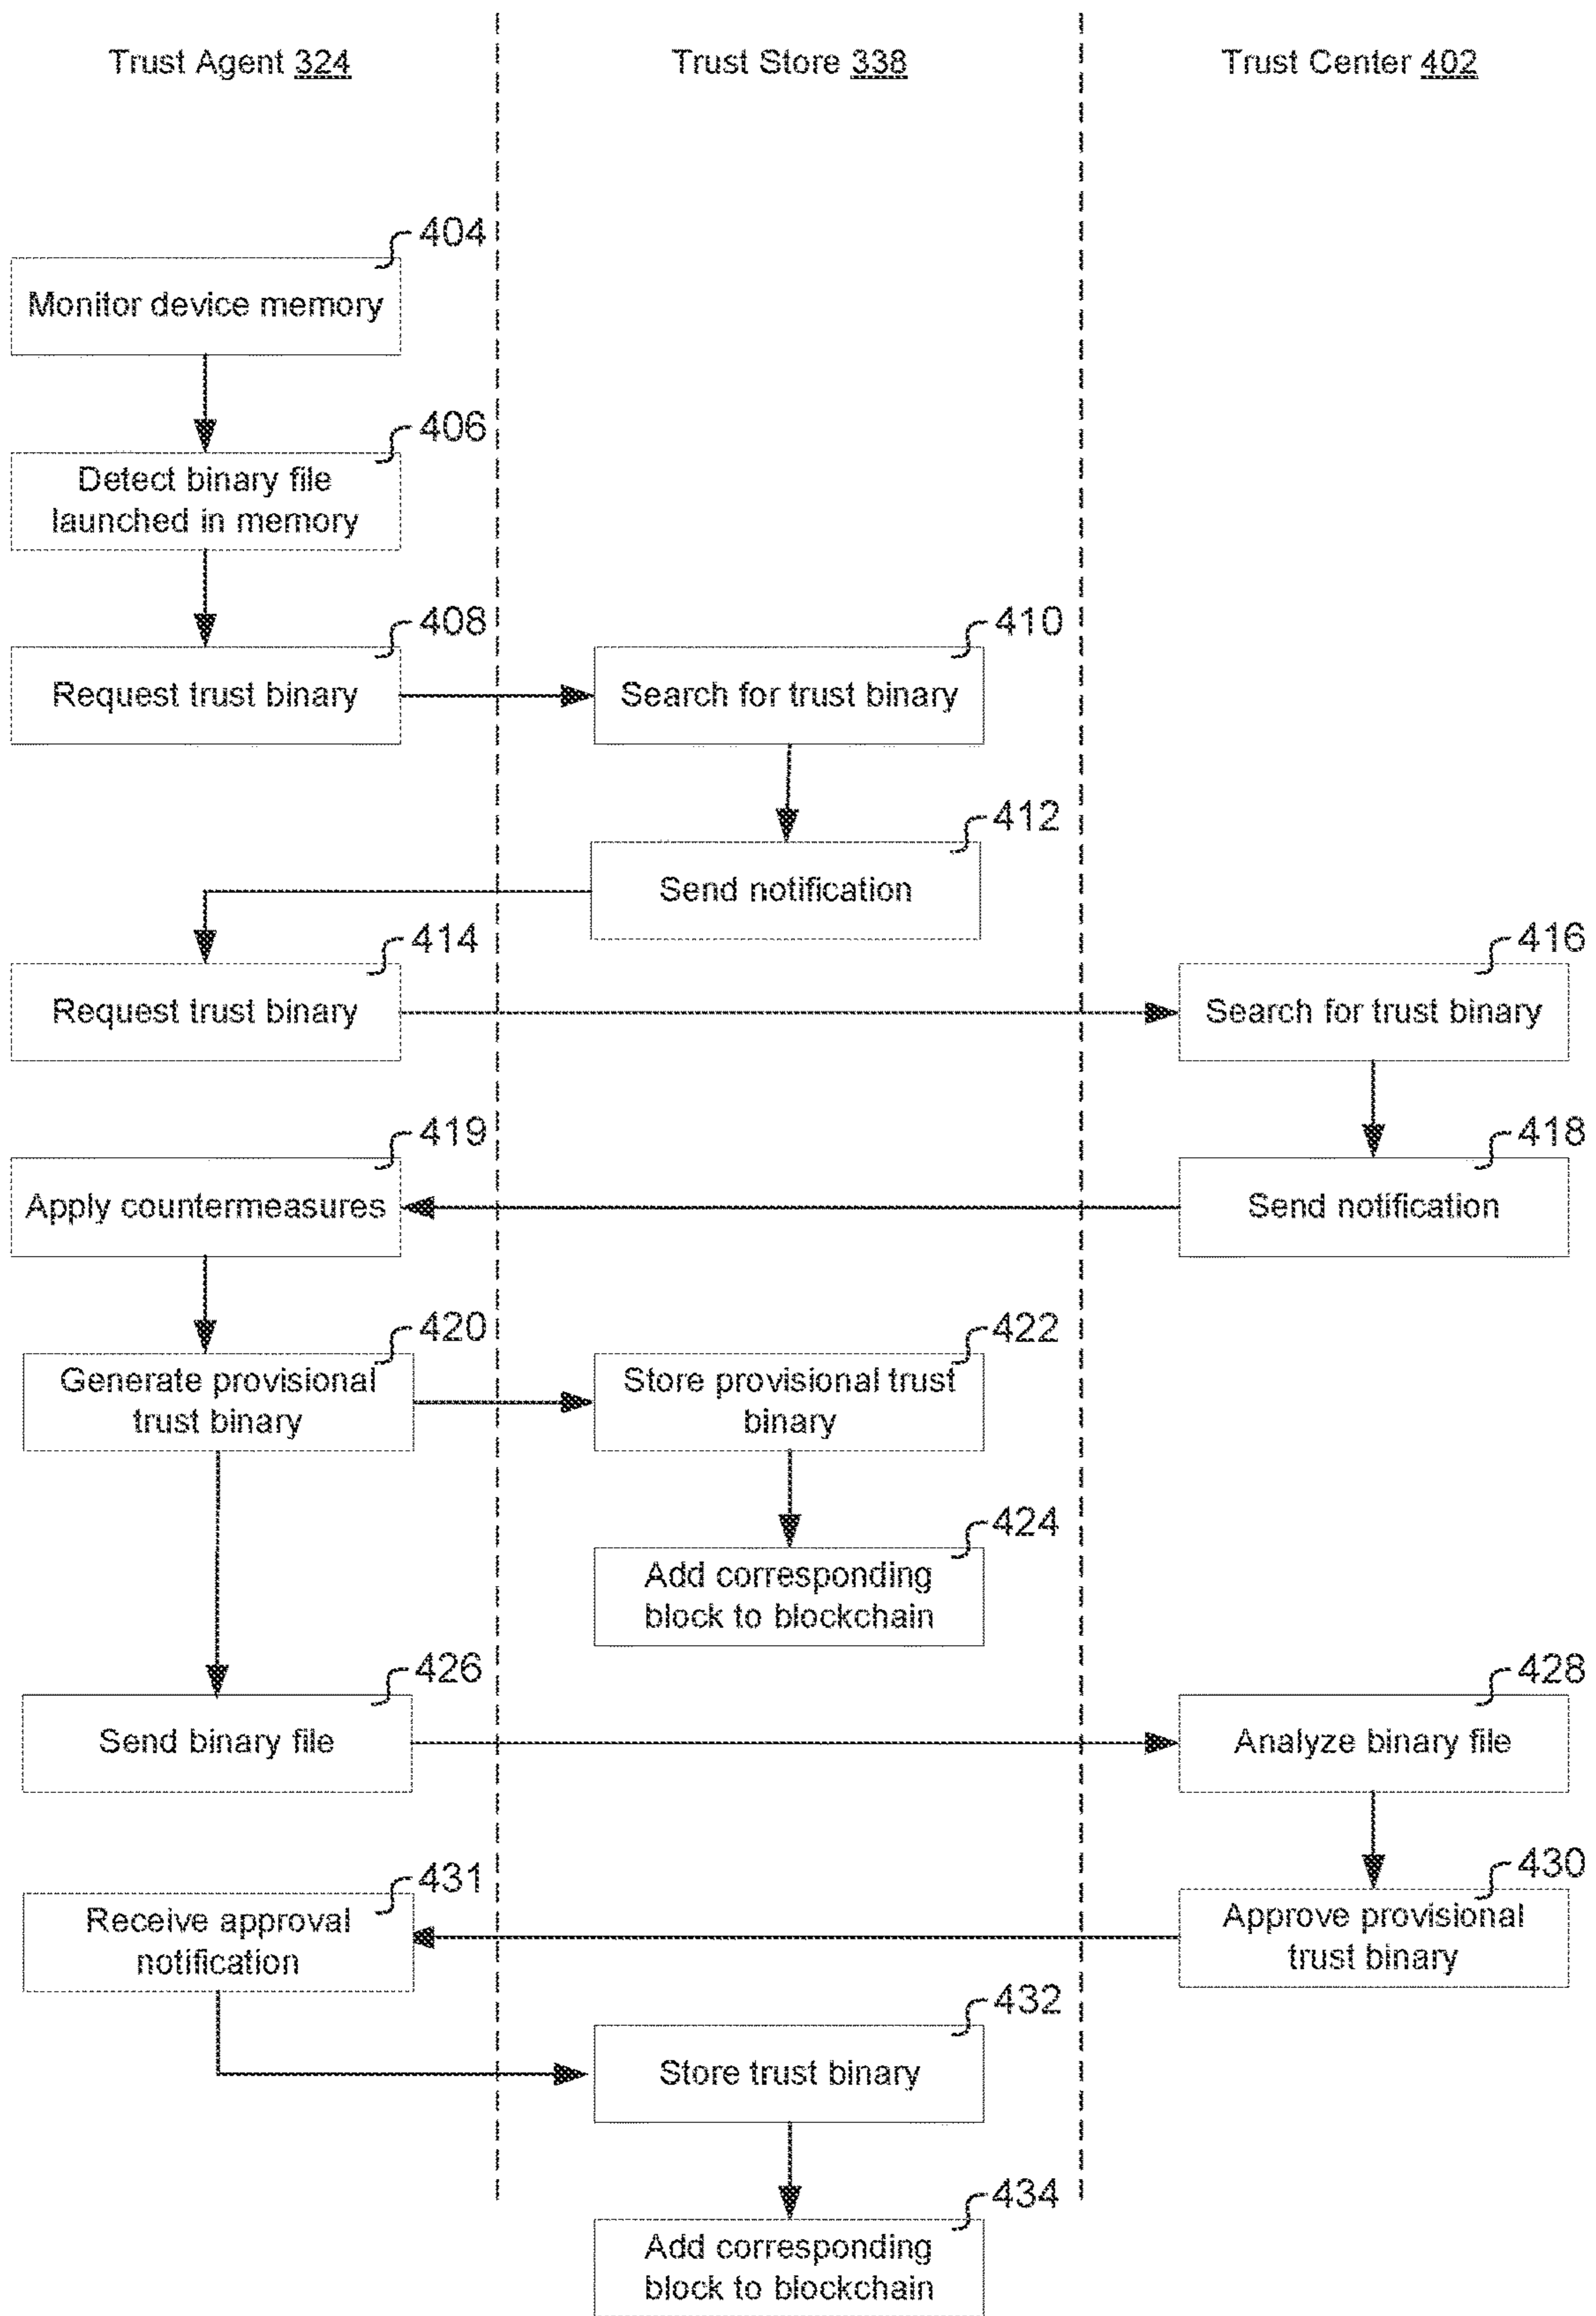 Trust Agent 324
Trust Store 338
Trust Center 402
404
Monitor device memory
406
Detect binary file
launched in memory
408
Request trust binary
410
Search for trust binary
412
Send notification
414
Request trust binary
416
Search for trust binary
419
Apply countermeasures
418
Send notification
420
Generate provisional
trust binary
422
Store provisional trust
binary
424
Add corresponding
block to blockchain
426
Send binary file
428
Analyze binary file
431
Receive approval
notification
430
Approve provisional
trust binary
432
Store trust binary
434
Add corresponding
block to blockchain